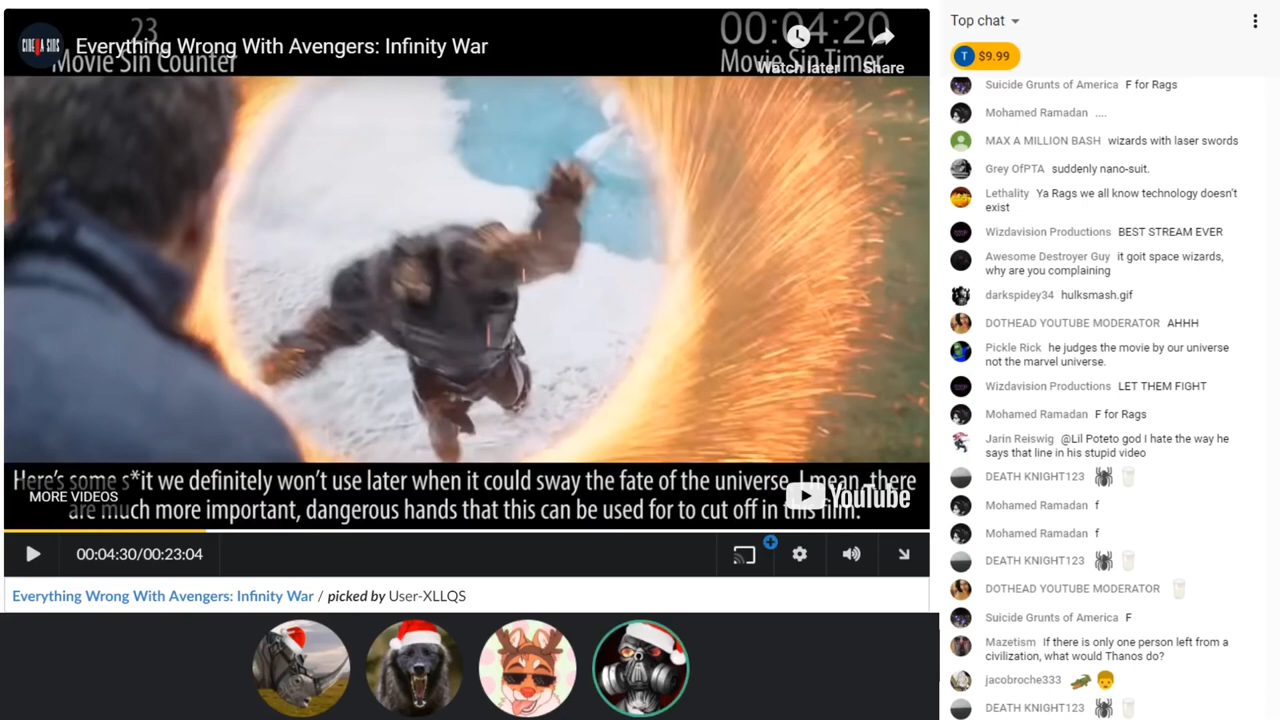 23
00:04:20
CINEMA SINS
Everything Wrong With Avengers: Infinity War
Movie Sin Counter
Movie Sin Timer
Watch later
Share
Here's some s*it we definitely won't use later when it could sway the fate of the universe. I mean, there
are much more important, dangerous hands that this can be used for to cut off in this film.
MORE VIDEOS
YouTube
00:04:30/00:23:04
Everything Wrong With Avengers: Infinity War / picked by User-XLLQS
Top chat
T $9.99
Suicide Grunts of America F for Rags
Mohamed Ramadan ....
MAX A MILLION BASH wizards with laser swords
Grey OfPTA suddenly nano-suit.
Lethality Ya Rags we all know technology doesn't
exist
Wizdavision Productions BEST STREAM EVER
Awesome Destroyer Guy it goit space wizards,
why are you complaining
darkspidey34 hulksmash.gif
DOTHEAD YOUTUBE MODERATOR AHHH
Pickle Rick he judges the movie by our universe
not the marvel universe.
Wizdavision Productions LET THEM FIGHT
Mohamed Ramadan F for Rags
Jarin Reiswig @Lil Poteto god I hate the way he
says that line in his stupid video
DEATH KNIGHT123
Mohamed Ramadan f
Mohamed Ramadan f
DEATH KNIGHT123
DOTHEAD YOUTUBE MODERATOR
Suicide Grunts of America F
Mazetism If there is only one person left from a
civilization, what would Thanos do?
jacobroche333
DEATH KNIGHT123